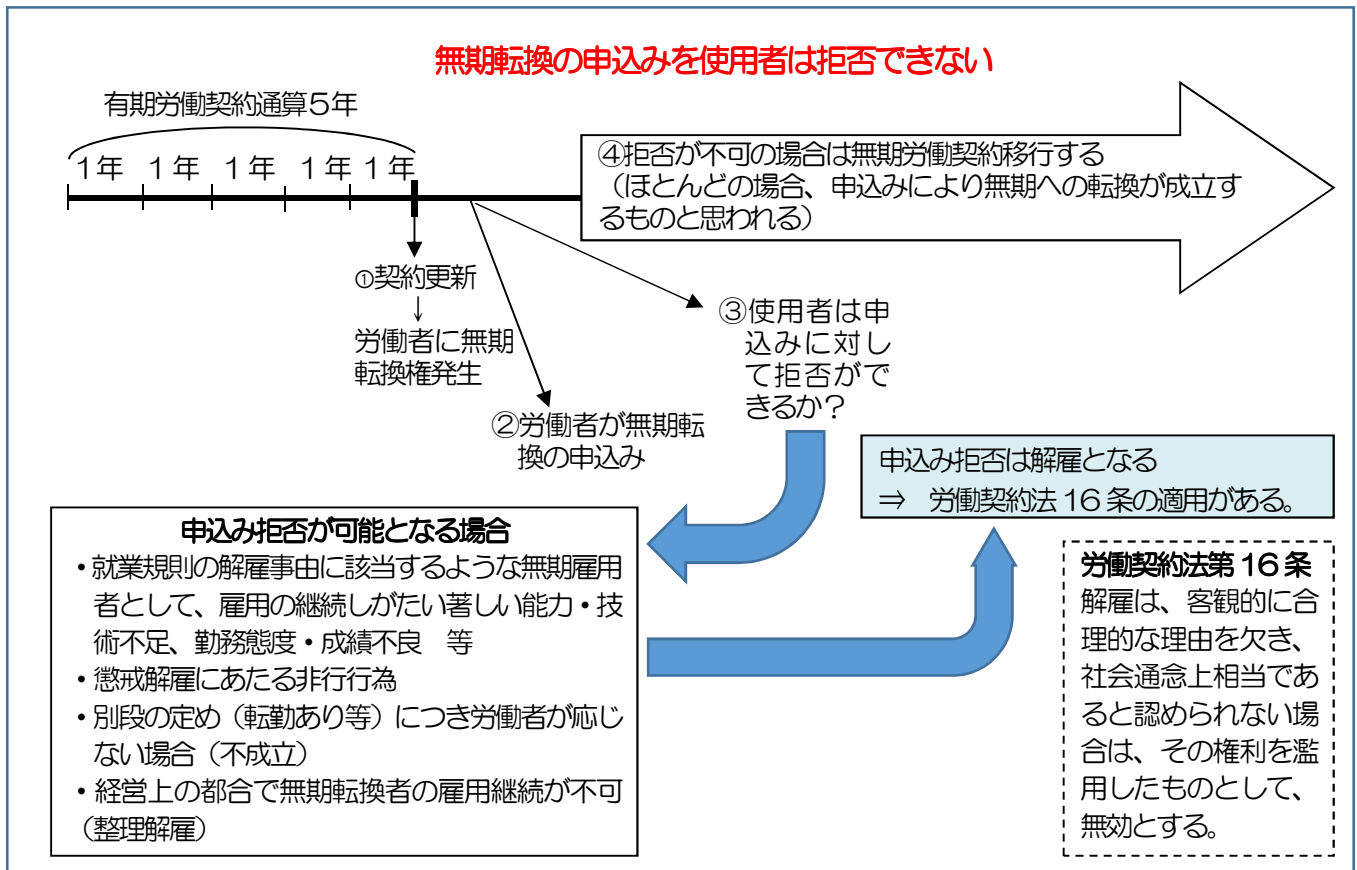 無期転換の申込みを使用者は拒否できない
有期労働契約通算5年
1年 1年 1年 1年 1年
④拒否が不可の場合は無期労働契約移行する
(ほとんどの場合、申込みにより無期への転換が成立す
るものと思われる)
①契約更新
↓
労働者に無期
転換権発生
②労働者が無期転
換の申込み
③使用者は申
込みに対し
て拒否がで
きるか?
申込み拒否は解雇となる
⇒ 労働契約法16条の適用がある。
申込み拒否が可能となる場合
・就業規則の解雇事由に該当するような無期雇用
者として、雇用の継続しがたい著しい能力・技
術不足、勤務態度・成績不良 等
・懲戒解雇にあたる非行行為
・別段の定め(転勤あり等)につき労働者が応じ
ない場合(不成立)
・経営上の都合で無期転換者の雇用継続が不可
(整理解雇)
労働契約法第16条
解雇は、客観的に合
理的な理由を欠き、
社会通念上相当であ
ると認められない場
合は、その権利を濫
用したものとして、
無効とする。